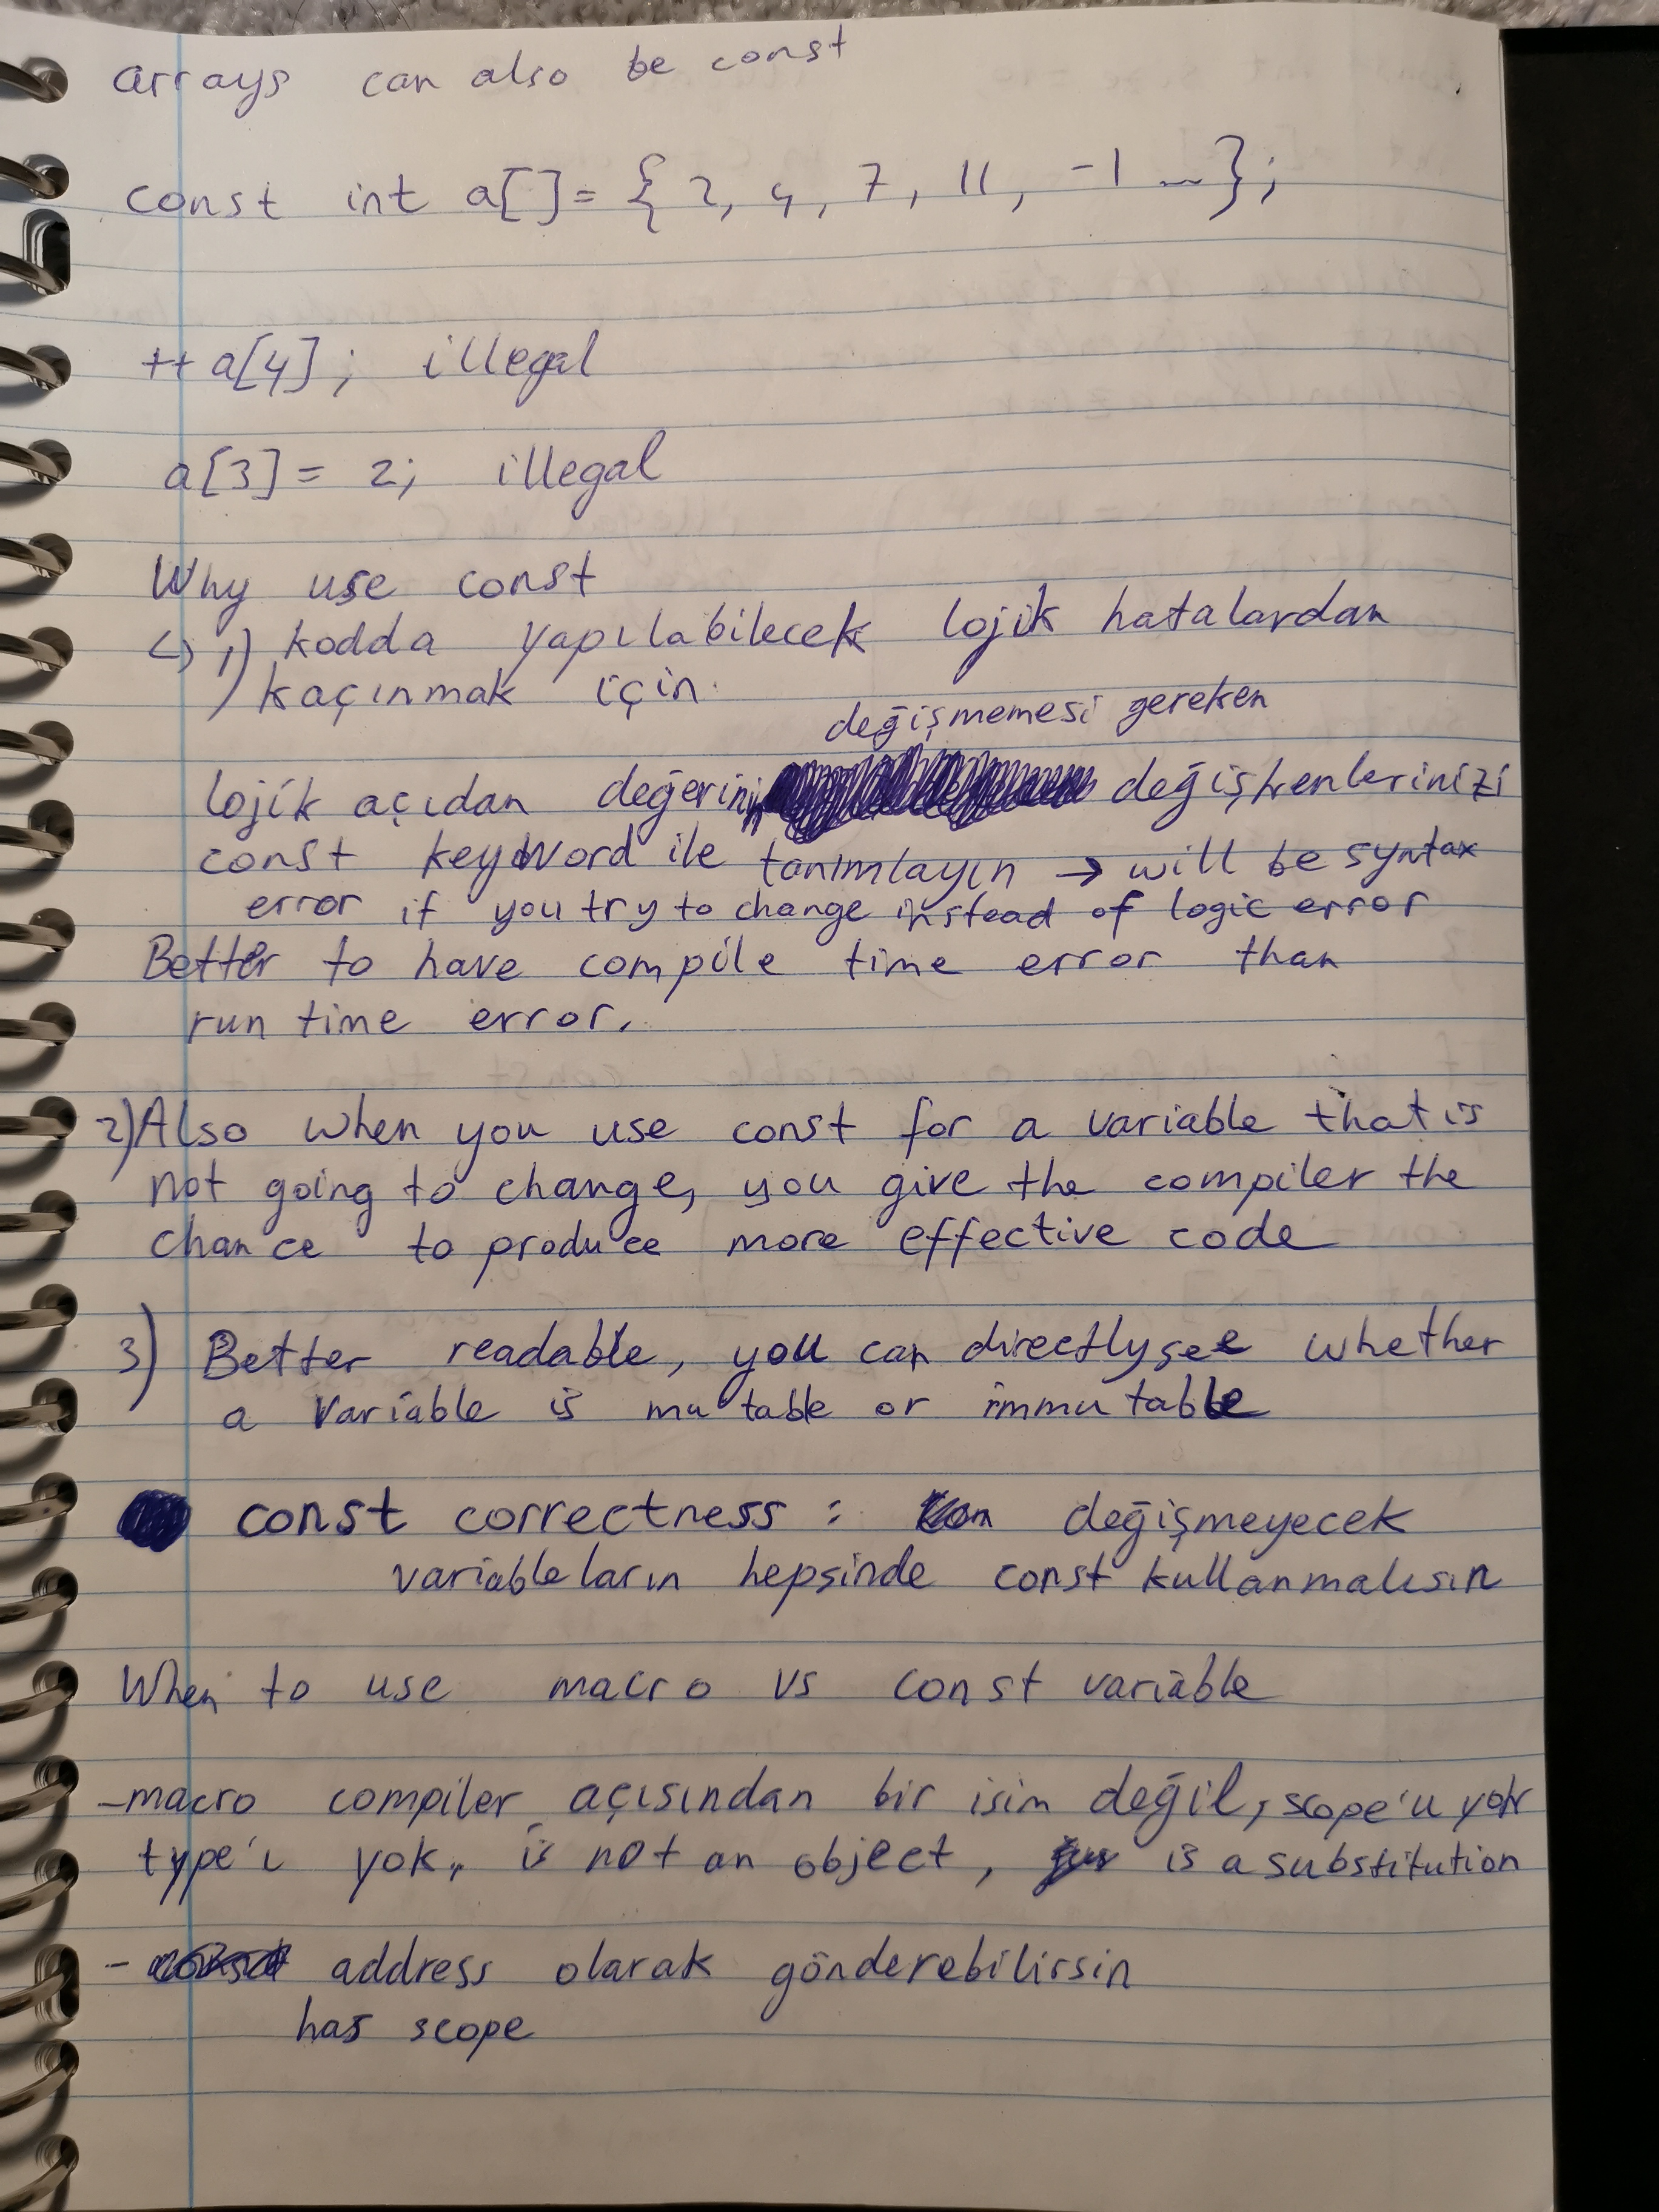 arrays can also be const
const int a[] = { 2, 4, 7, 11, -1 ... };
++ a[4]; illegal
a[3] = 2; illegal
Why use const
↳ 1) kodda yapılabilecek lojik hatalardan
kaçınmak için.
değişmemesi gereken
lojik açıdan değerinin değişkenlerinizi
const keyword ile tanımlayın → will be syntax
error if you try to change instead of logic error
Better to have compile time error than
run time error.
2) Also when you use const for a variable that is
not going to change, you give the compiler the
chance to produce more effective code
3) Better readable, you can directly see whether
a variable is mutable or immutable
const correctness : değişmeyecek
variableların hepsinde const kullanmalısın
When to use macro vs const variable
- macro compiler açısından bir isim değil, scope'u yok
type'ı yok, is not an object, is a substitution
- address olarak gönderebilirsin
has scope